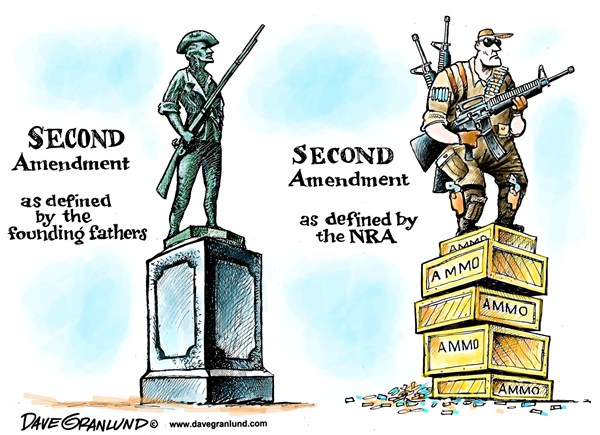 SECOND
Amendment
as defined
by the
founding fathers
SECOND
Amendment
as defined by
the NRA
AMMO
AMMO
AMMO
AMMO
AMMO
DAVE GRANLUND ©
www.davegranlund.com